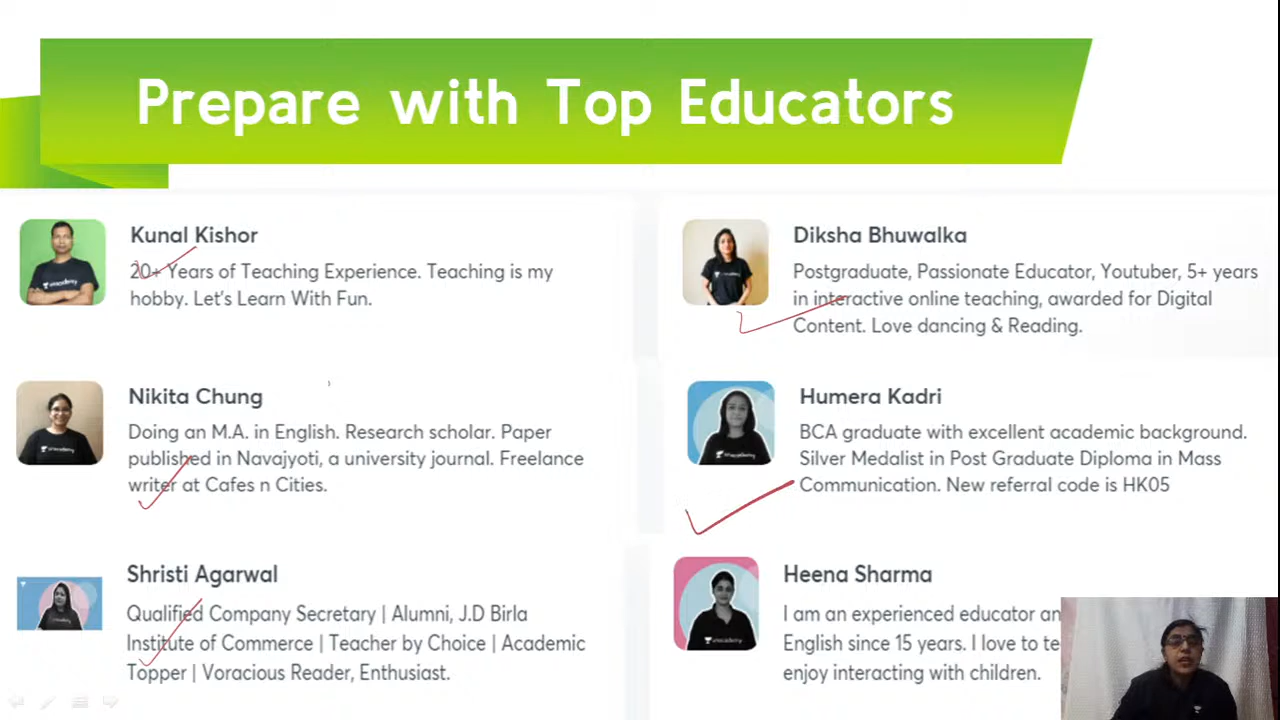 Prepare with Top Educators
Kunal Kishor
20+ Years of Teaching Experience. Teaching is my
hobby. Let's Learn With Fun.
Diksha Bhuwalka
Postgraduate, Passionate Educator, Youtuber, 5+ years
in interactive online teaching, awarded for Digital
Content. Love dancing & Reading.
Nikita Chung
Doing an M.A. in English. Research scholar. Paper
published in Navajyoti, a university journal. Freelance
writer at Cafes n Cities.
Humera Kadri
BCA graduate with excellent academic background.
Silver Medalist in Post Graduate Diploma in Mass
Communication. New referral code is HK05
Shristi Agarwal
Qualified Company Secretary | Alumni, J.D Birla
Institute of Commerce | Teacher by Choice | Academic
Topper | Voracious Reader, Enthusiast.
Heena Sharma
I am an experienced educator an
English since 15 years. I love to te
enjoy interacting with children.